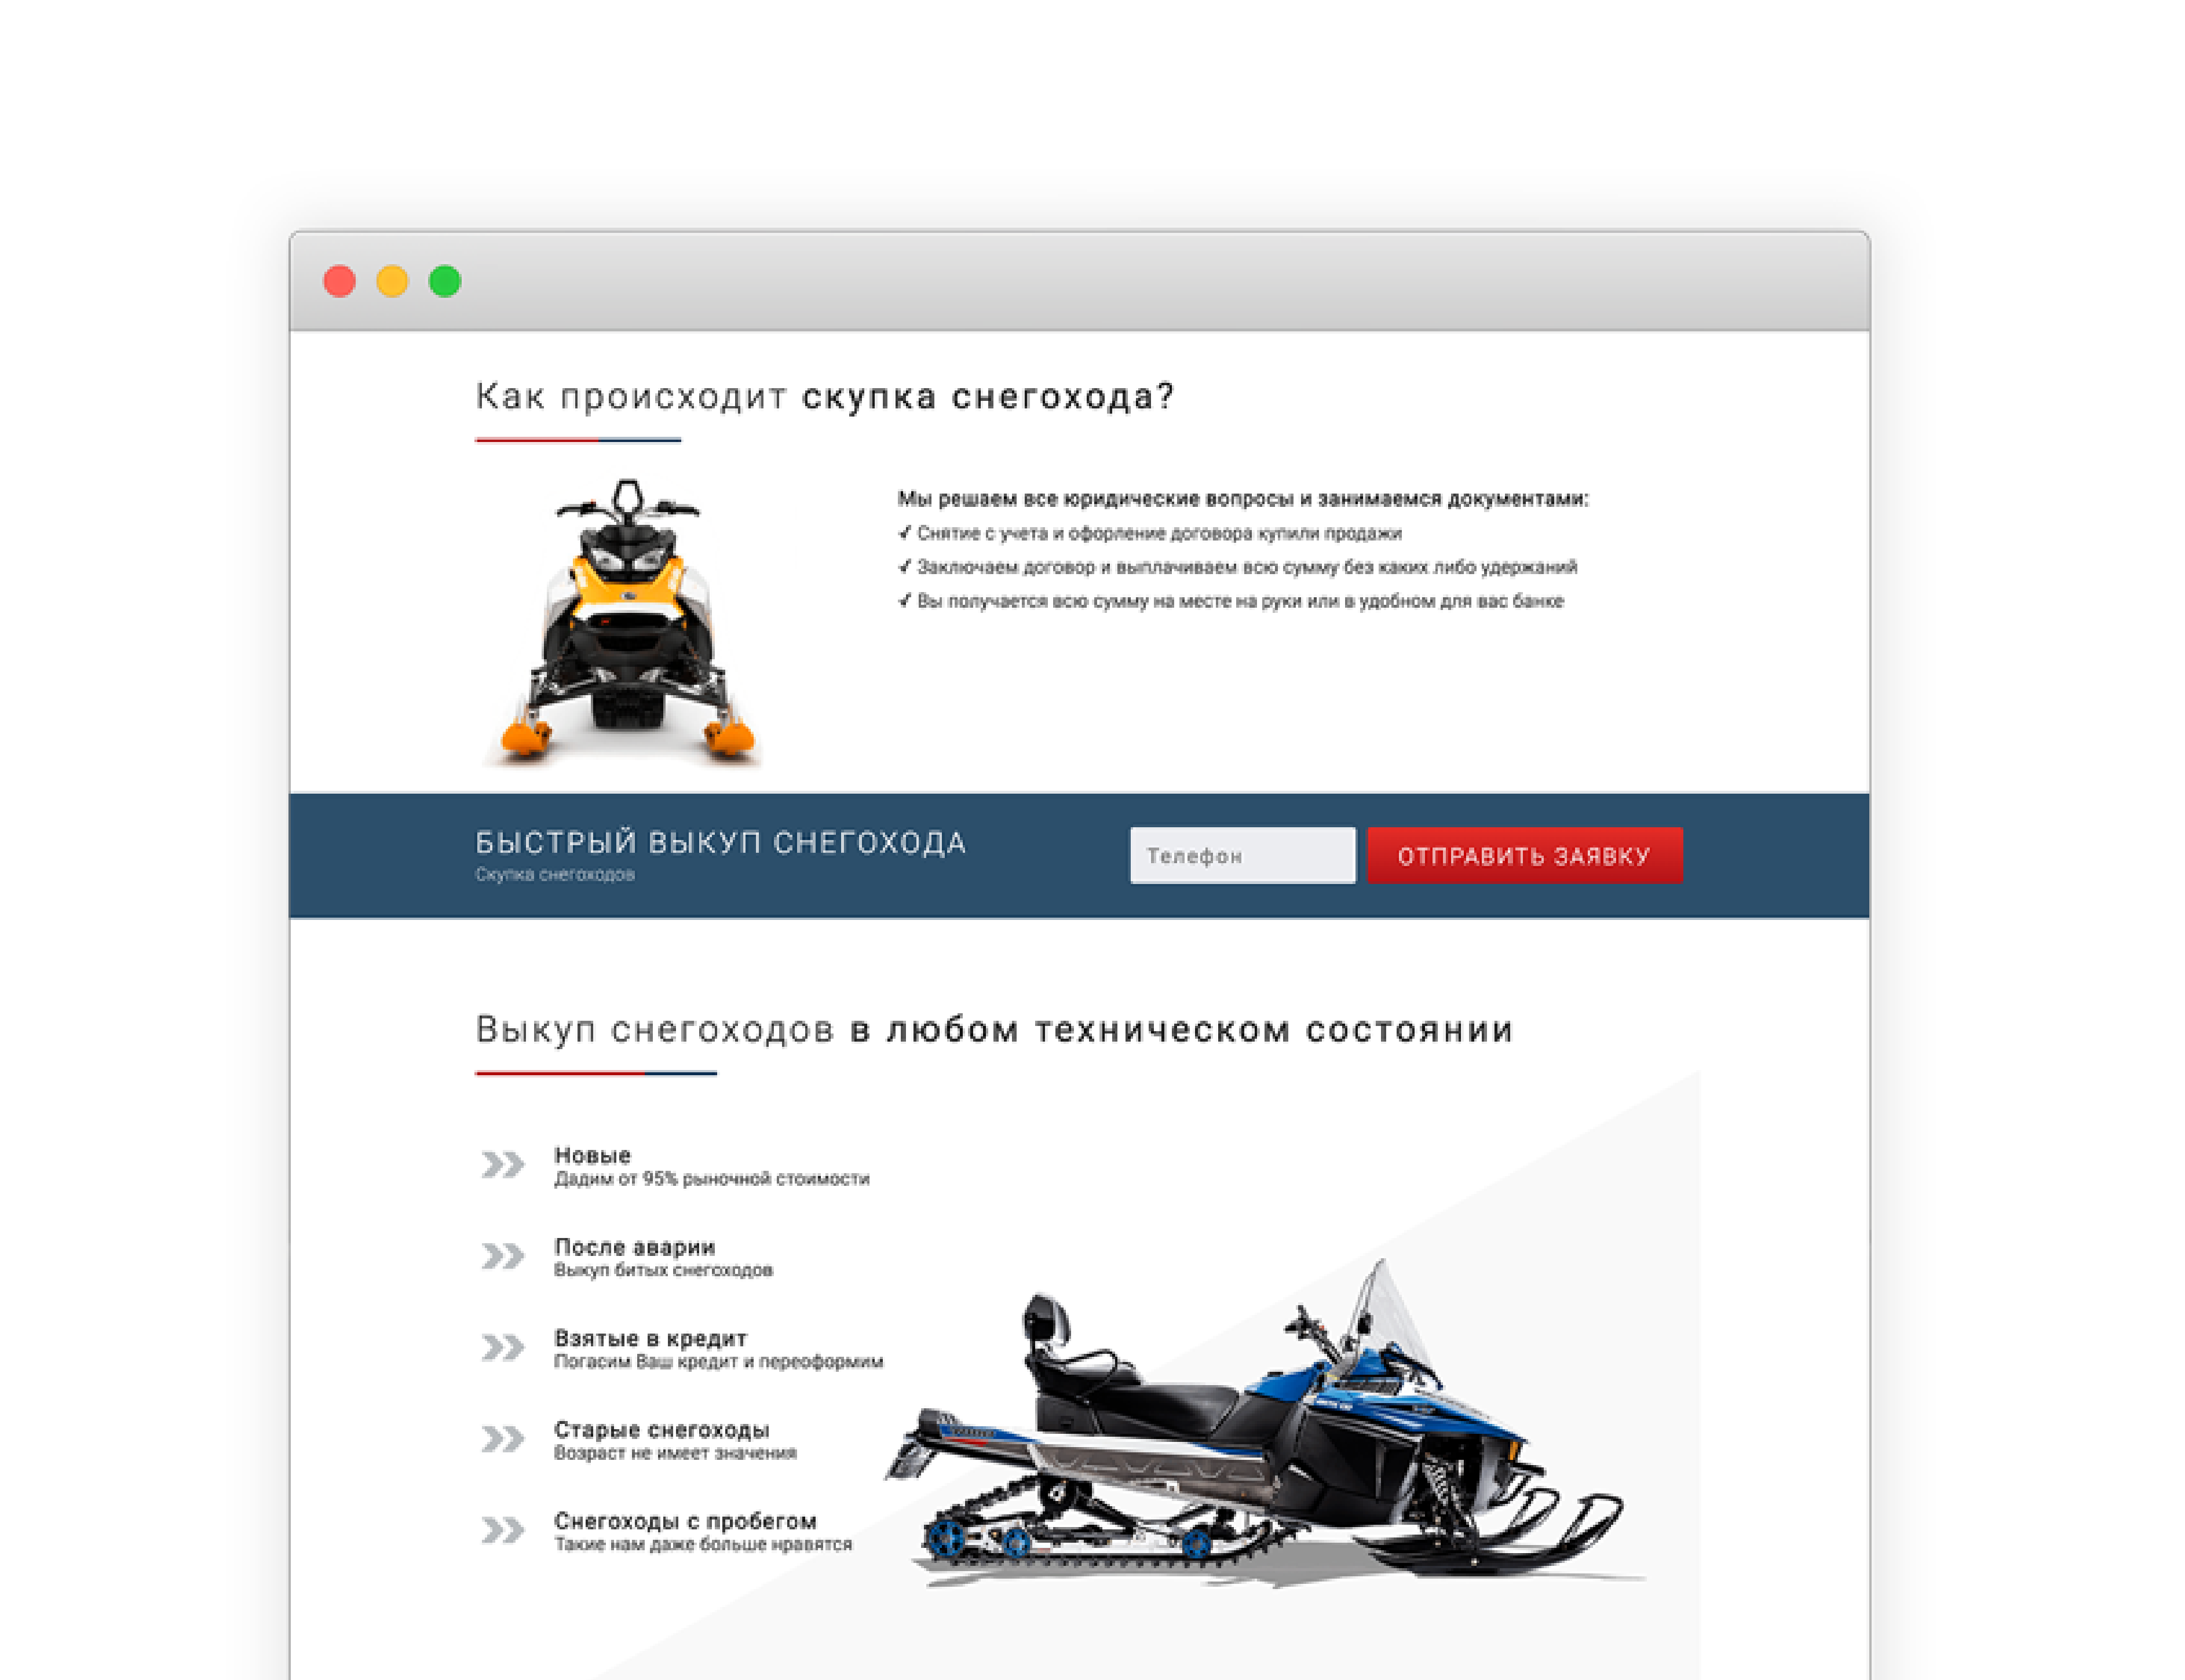 Как происходит скупка снегохода?
Мы решаем все юридические вопросы и занимаемся документами:
✓ Снятие с учета и офорление договора купили продажи
✓ Заключаем договор и выплачиваем всю сумму без каких либо удержаний
✓ Вы получается всю сумму на месте на руки или в удобном для вас банке
БЫСТРЫЙ ВЫКУП СНЕГОХОДА
Скупка снегоходов
Телефон
ОТПРАВИТЬ ЗАЯВКУ
Выкуп снегоходов в любом техническом состоянии
Новые
Дадим от 95% рыночной стоимости
После аварии
Выкуп битых снегоходов
Взятые в кредит
Погасим Ваш кредит и переоформим
Старые снегоходы
Возраст не имеет значения
Снегоходы с пробегом
Такие нам даже больше нравятся